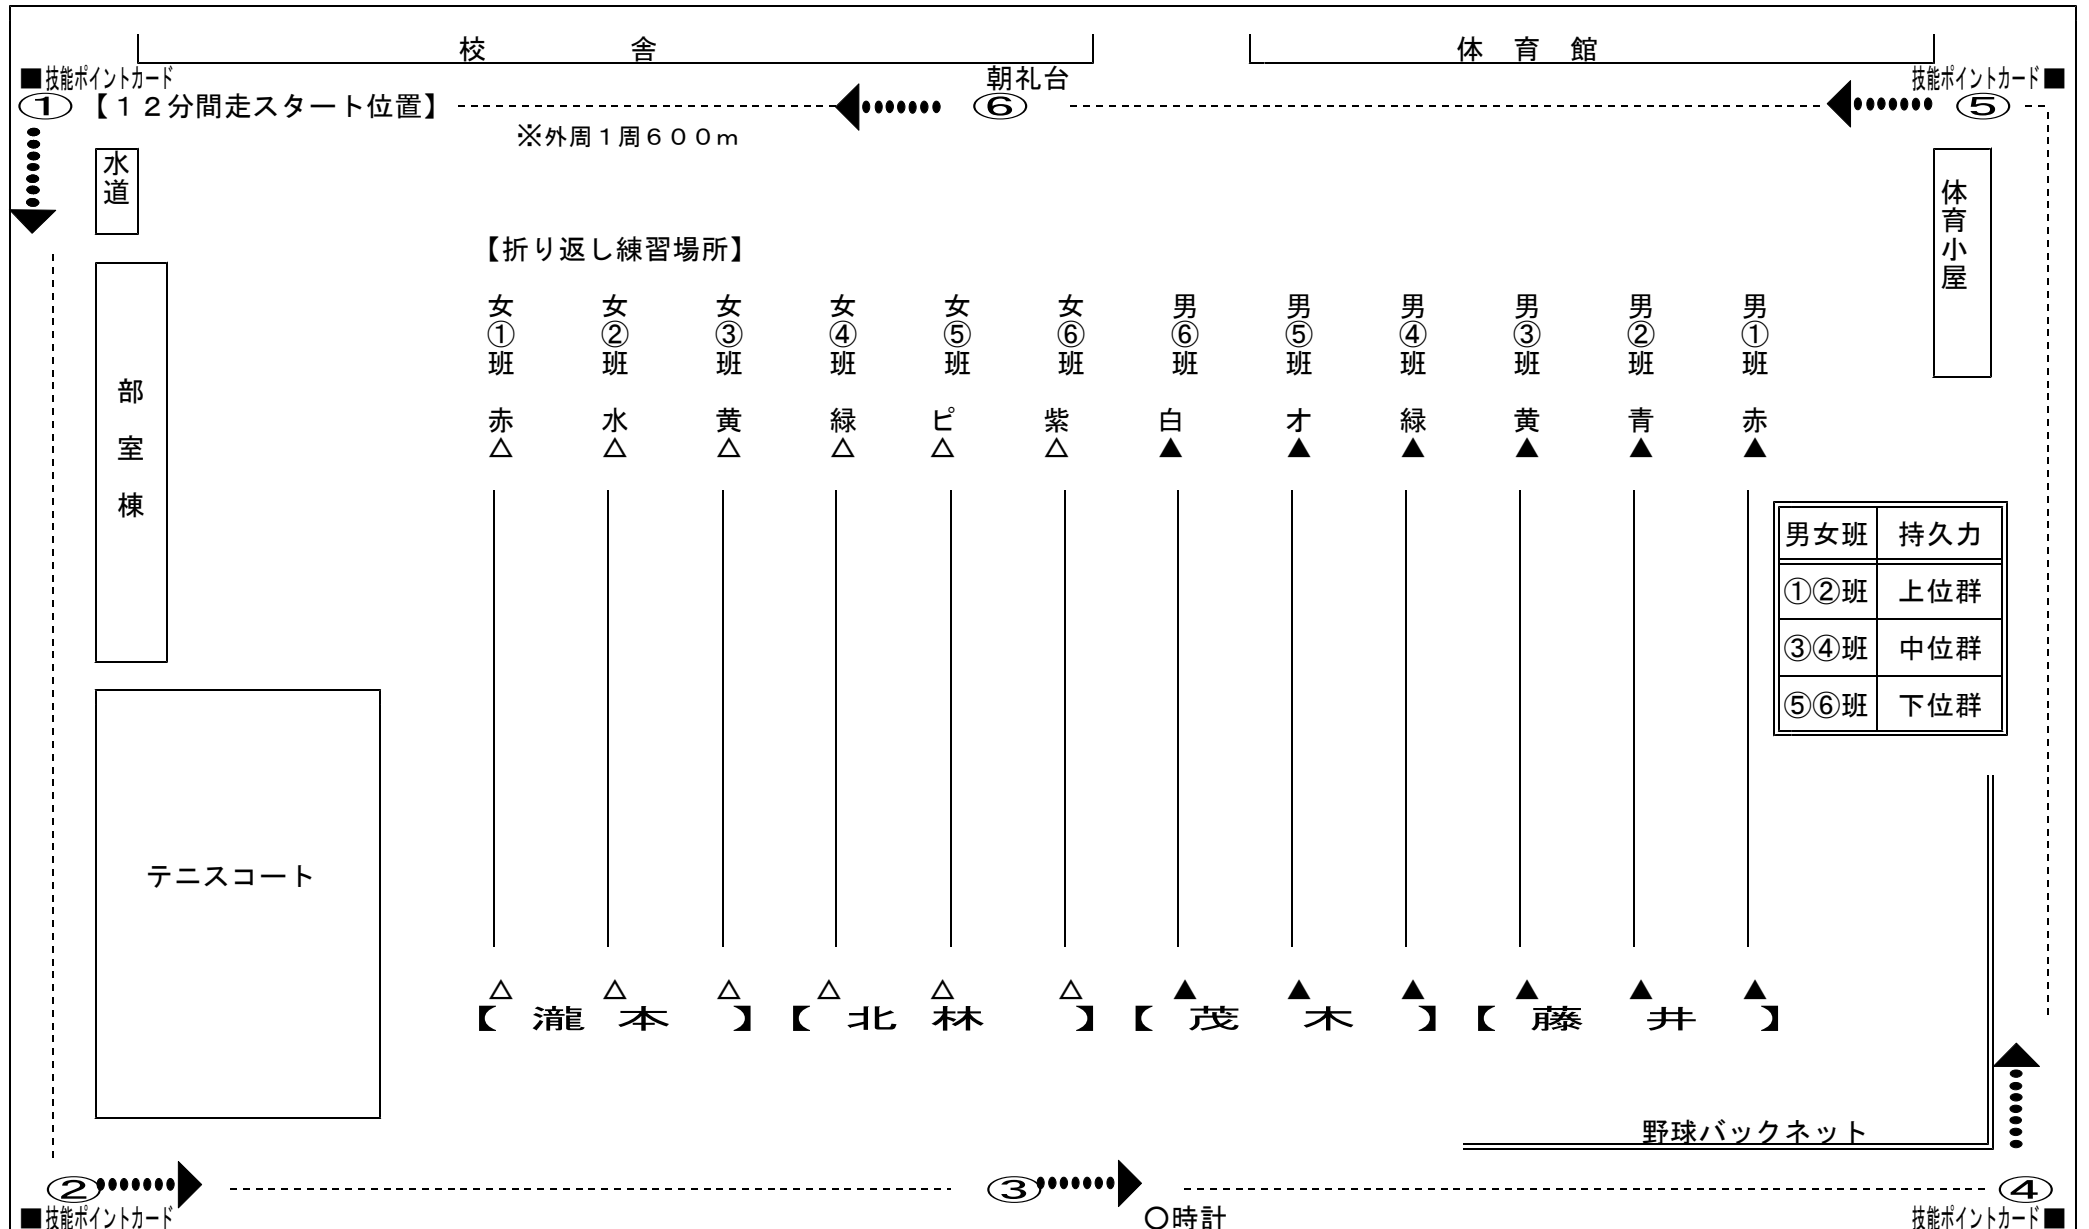 校　舎
体　育　館
■技能ポイントカード
朝礼台
技能ポイントカード■
①【１２分間走スタート位置】
⑥
⑤
※外周１周６００ｍ
水道
体育小屋
【折り返し練習場所】
女①班　赤△
女②班　水△
女③班　黄△
女④班　緑△
女⑤班　ピ△
女⑥班　紫△
男⑥班　白▲
男⑤班　オ▲
男④班　緑▲
男③班　黄▲
男②班　青▲
男①班　赤▲
部室棟
男女班　持久力
①②班　上位群
③④班　中位群
⑤⑥班　下位群
テニスコート
△　△　△　△　△　△　▲　▲　▲　▲　▲　▲
【　瀧　本　】【　北　林　】【　茂　木　】【　藤　井　】
野球バックネット
②
③
④
■技能ポイントカード
〇時計
技能ポイントカード■